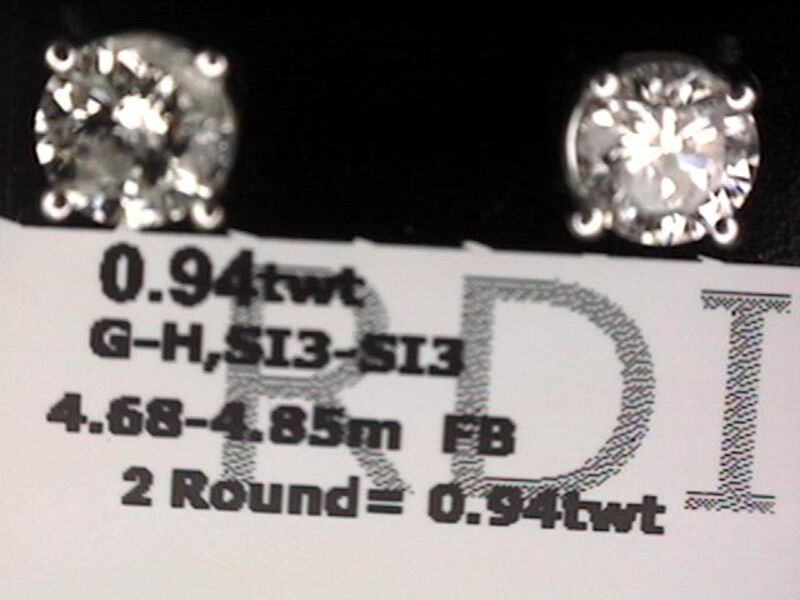 0.94twt
G-H,SI3-SI3
4.68-4.85m FB
2 Round= 0.94twt
RDI